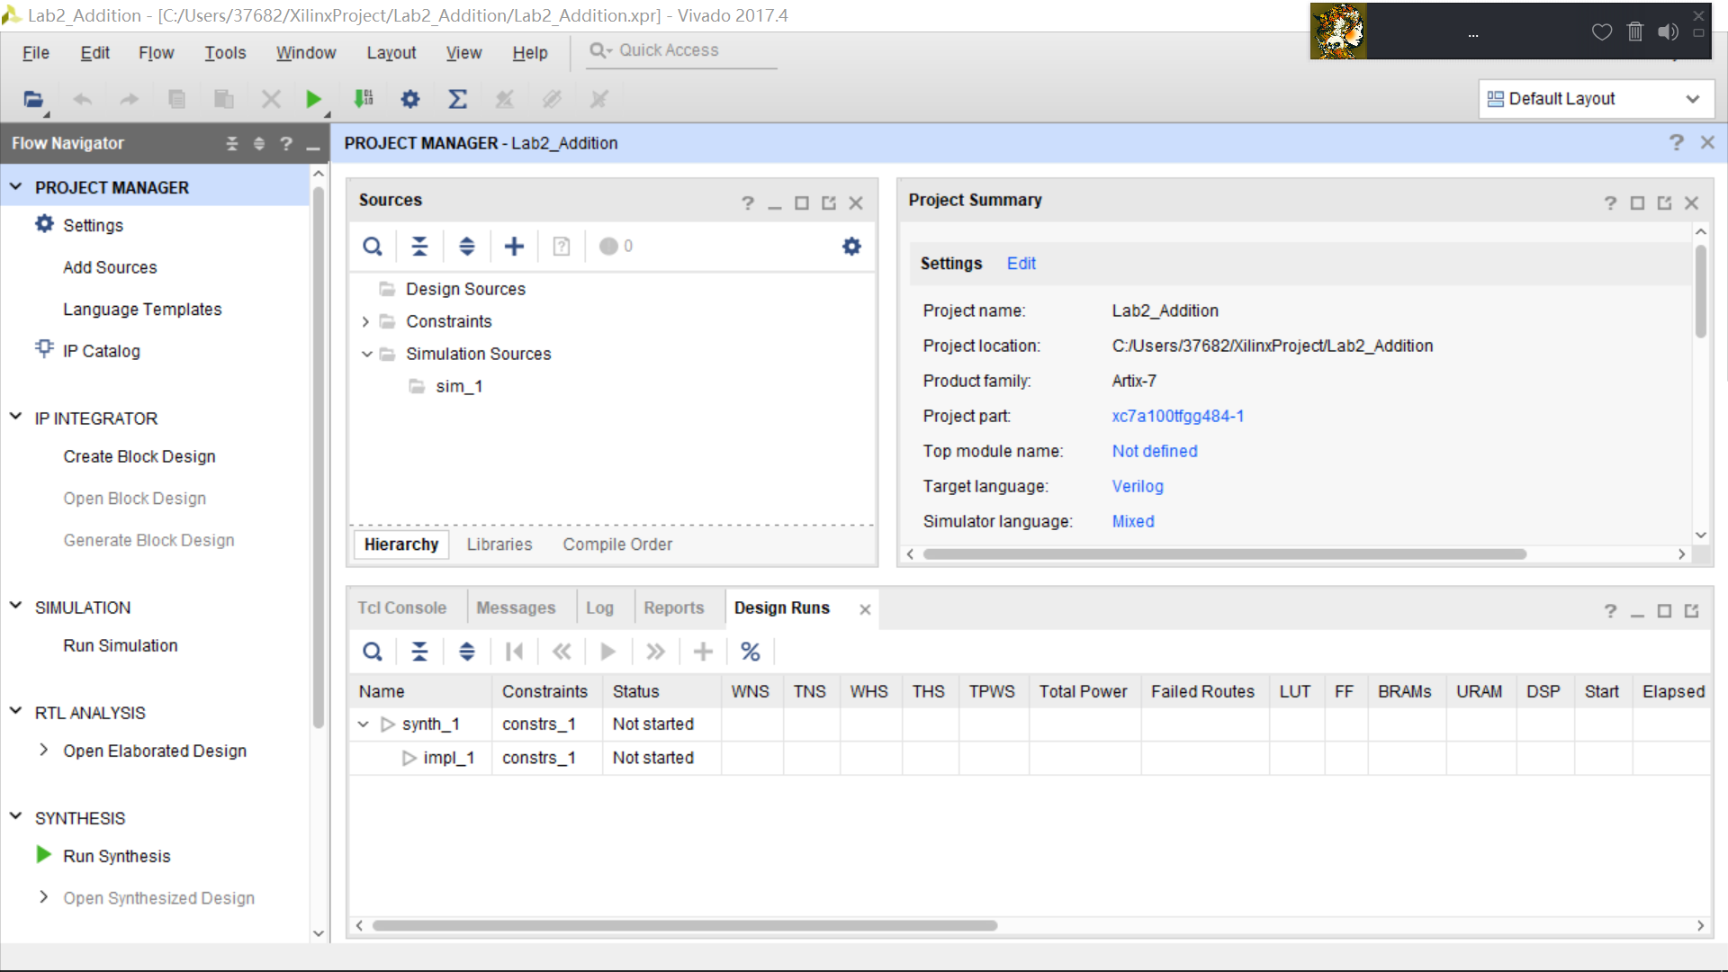 Lab2_Addition - [C:/Users/37682/XilinxProject/Lab2_Addition/Lab2_Addition.xpr] - Vivado 2017.4
File Edit Flow Tools Window Layout View Help Quick Access
...
Default Layout
Flow Navigator
PROJECT MANAGER
Settings
Add Sources
Language Templates
IP Catalog
IP INTEGRATOR
Create Block Design
Open Block Design
Generate Block Design
SIMULATION
Run Simulation
RTL ANALYSIS
Open Elaborated Design
SYNTHESIS
Run Synthesis
Open Synthesized Design
PROJECT MANAGER - Lab2_Addition
Sources
0
Design Sources
Constraints
Simulation Sources
sim_1
Hierarchy Libraries Compile Order
Project Summary
Settings Edit
Project name: Lab2_Addition
Project location: C:/Users/37682/XilinxProject/Lab2_Addition
Product family: Artix-7
Project part: xc7a100tfgg484-1
Top module name: Not defined
Target language: Verilog
Simulator language: Mixed
Tcl Console Messages Log Reports Design Runs
Name Constraints Status WNS TNS WHS THS TPWS Total Power Failed Routes LUT FF BRAMs URAM DSP Start Elapsed
synth_1 constrs_1 Not started
impl_1 constrs_1 Not started